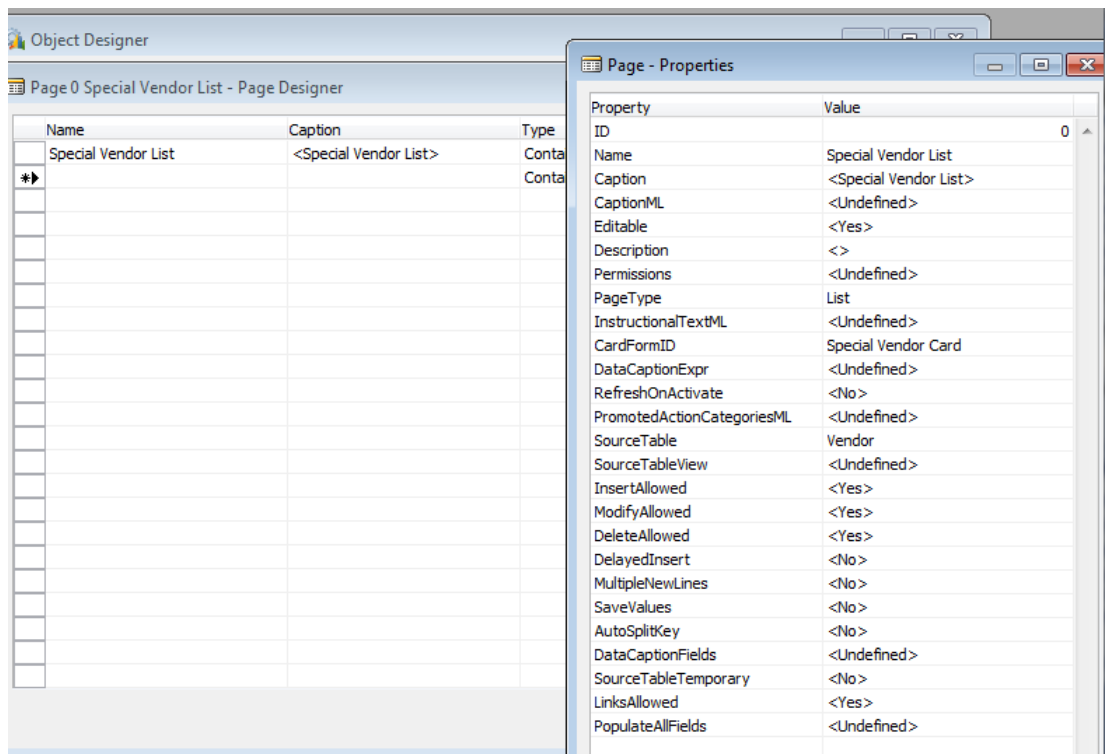 Object Designer
Page 0 Special Vendor List - Page Designer
Name Caption Type
Special Vendor List <Special Vendor List> Conta
Conta
Page - Properties
Property Value
ID 0
Name Special Vendor List
Caption <Special Vendor List>
CaptionML <Undefined>
Editable <Yes>
Description <>
Permissions <Undefined>
PageType List
InstructionalTextML <Undefined>
CardFormID Special Vendor Card
DataCaptionExpr <Undefined>
RefreshOnActivate <No>
PromotedActionCategoriesML <Undefined>
SourceTable Vendor
SourceTableView <Undefined>
InsertAllowed <Yes>
ModifyAllowed <Yes>
DeleteAllowed <Yes>
DelayedInsert <No>
MultipleNewLines <No>
SaveValues <No>
AutoSplitKey <No>
DataCaptionFields <Undefined>
SourceTableTemporary <No>
LinksAllowed <Yes>
PopulateAllFields <Undefined>